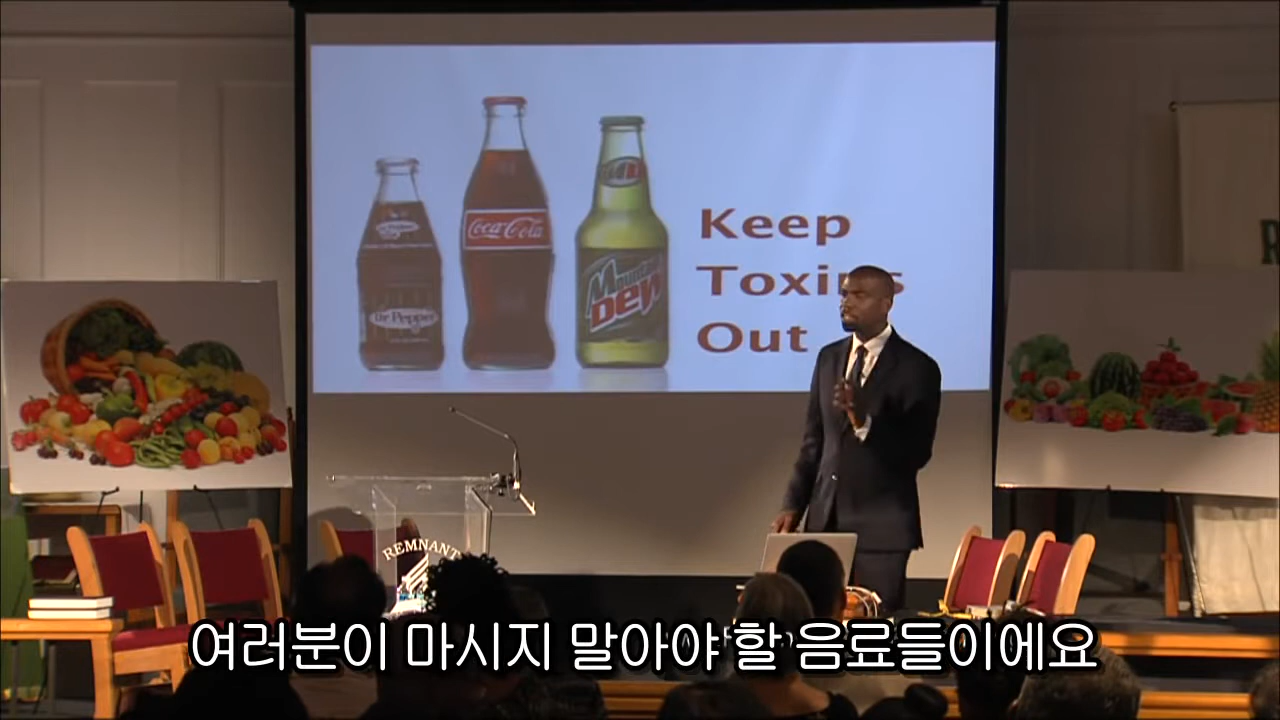 Keep
Toxins
Out
Coca-Cola
Mountain
Dew
Dr Pepper
REMNANT
여러분이 마시지 말아야 할 음료들이에요